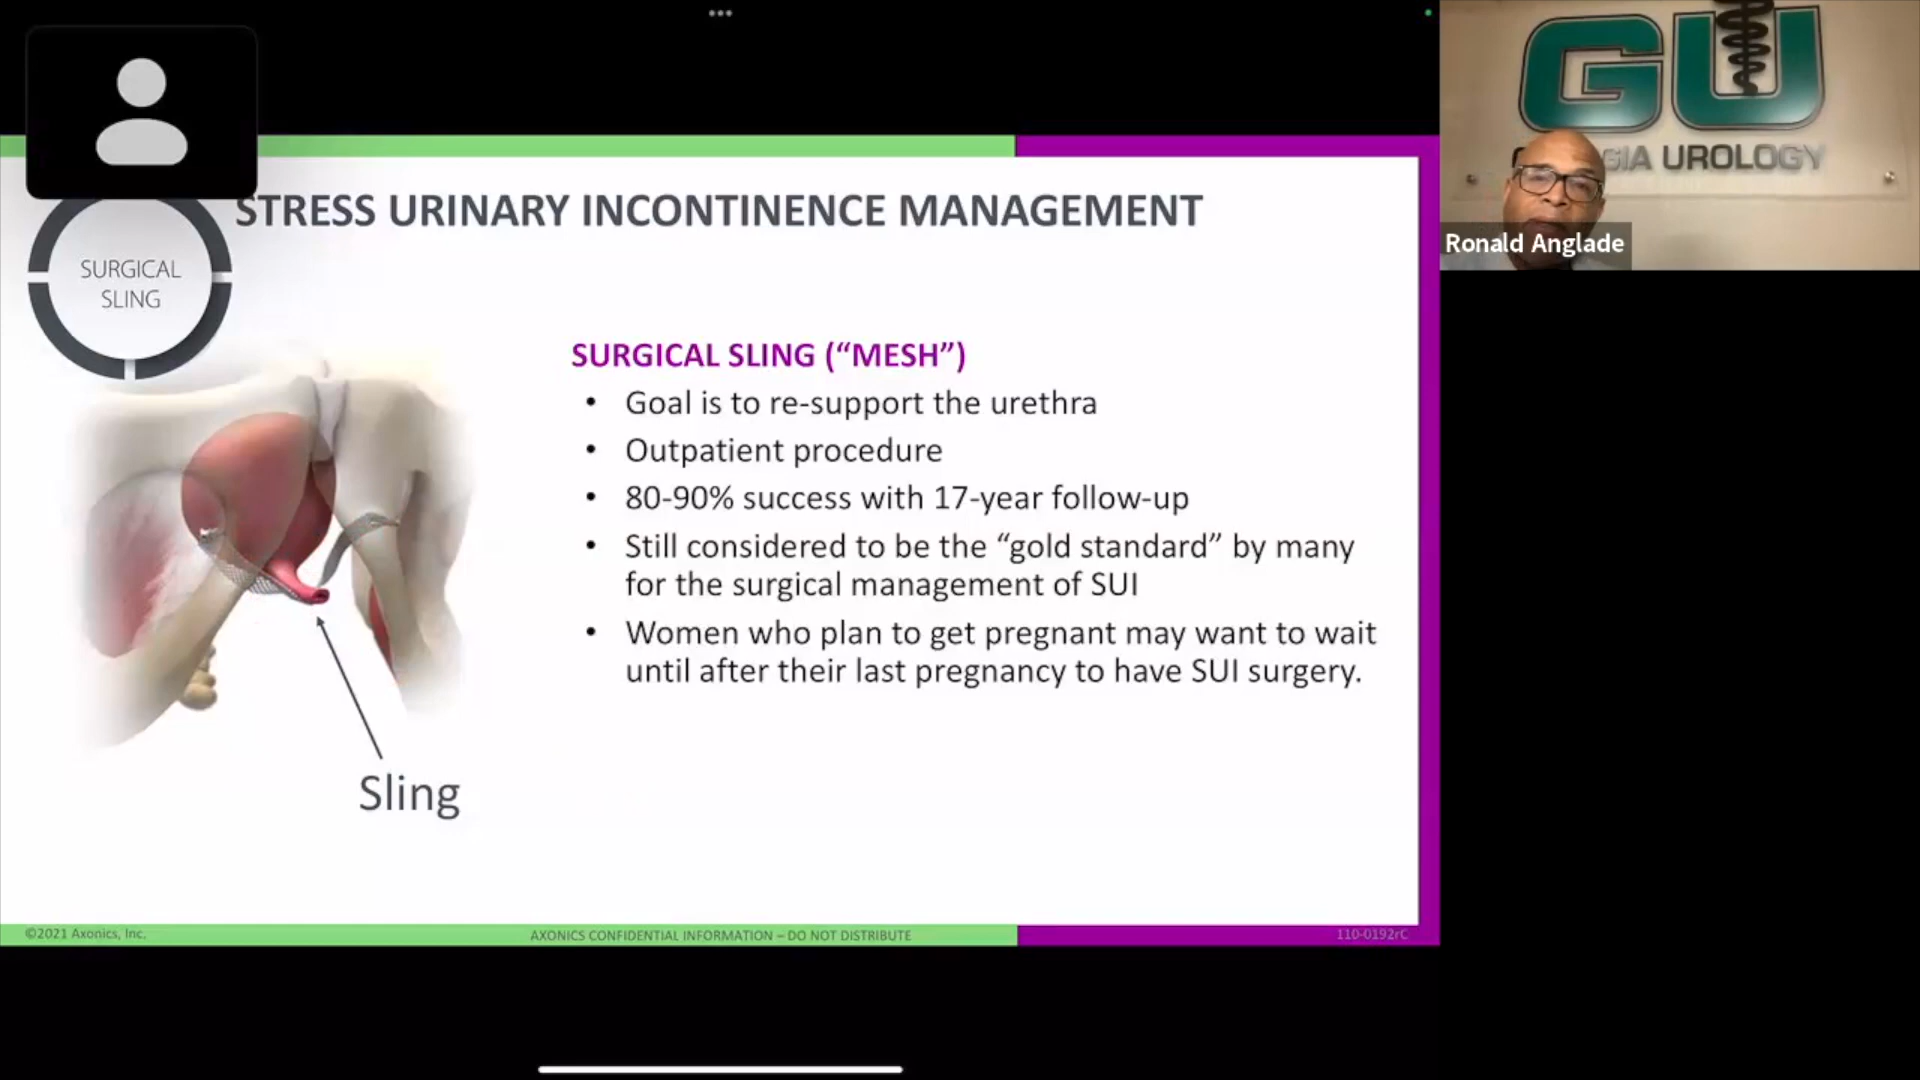 STRESS URINARY INCONTINENCE MANAGEMENT
SURGICAL
SLING
SURGICAL SLING (“MESH”)
• Goal is to re-support the urethra
• Outpatient procedure
• 80-90% success with 17-year follow-up
• Still considered to be the “gold standard” by many
for the surgical management of SUI
• Women who plan to get pregnant may want to wait
until after their last pregnancy to have SUI surgery.
Sling
©2021 Axonics, Inc.
AXONICS CONFIDENTIAL INFORMATION – DO NOT DISTRIBUTE
110-0192rC
GU
GIA UROLOGY
Ronald Anglade